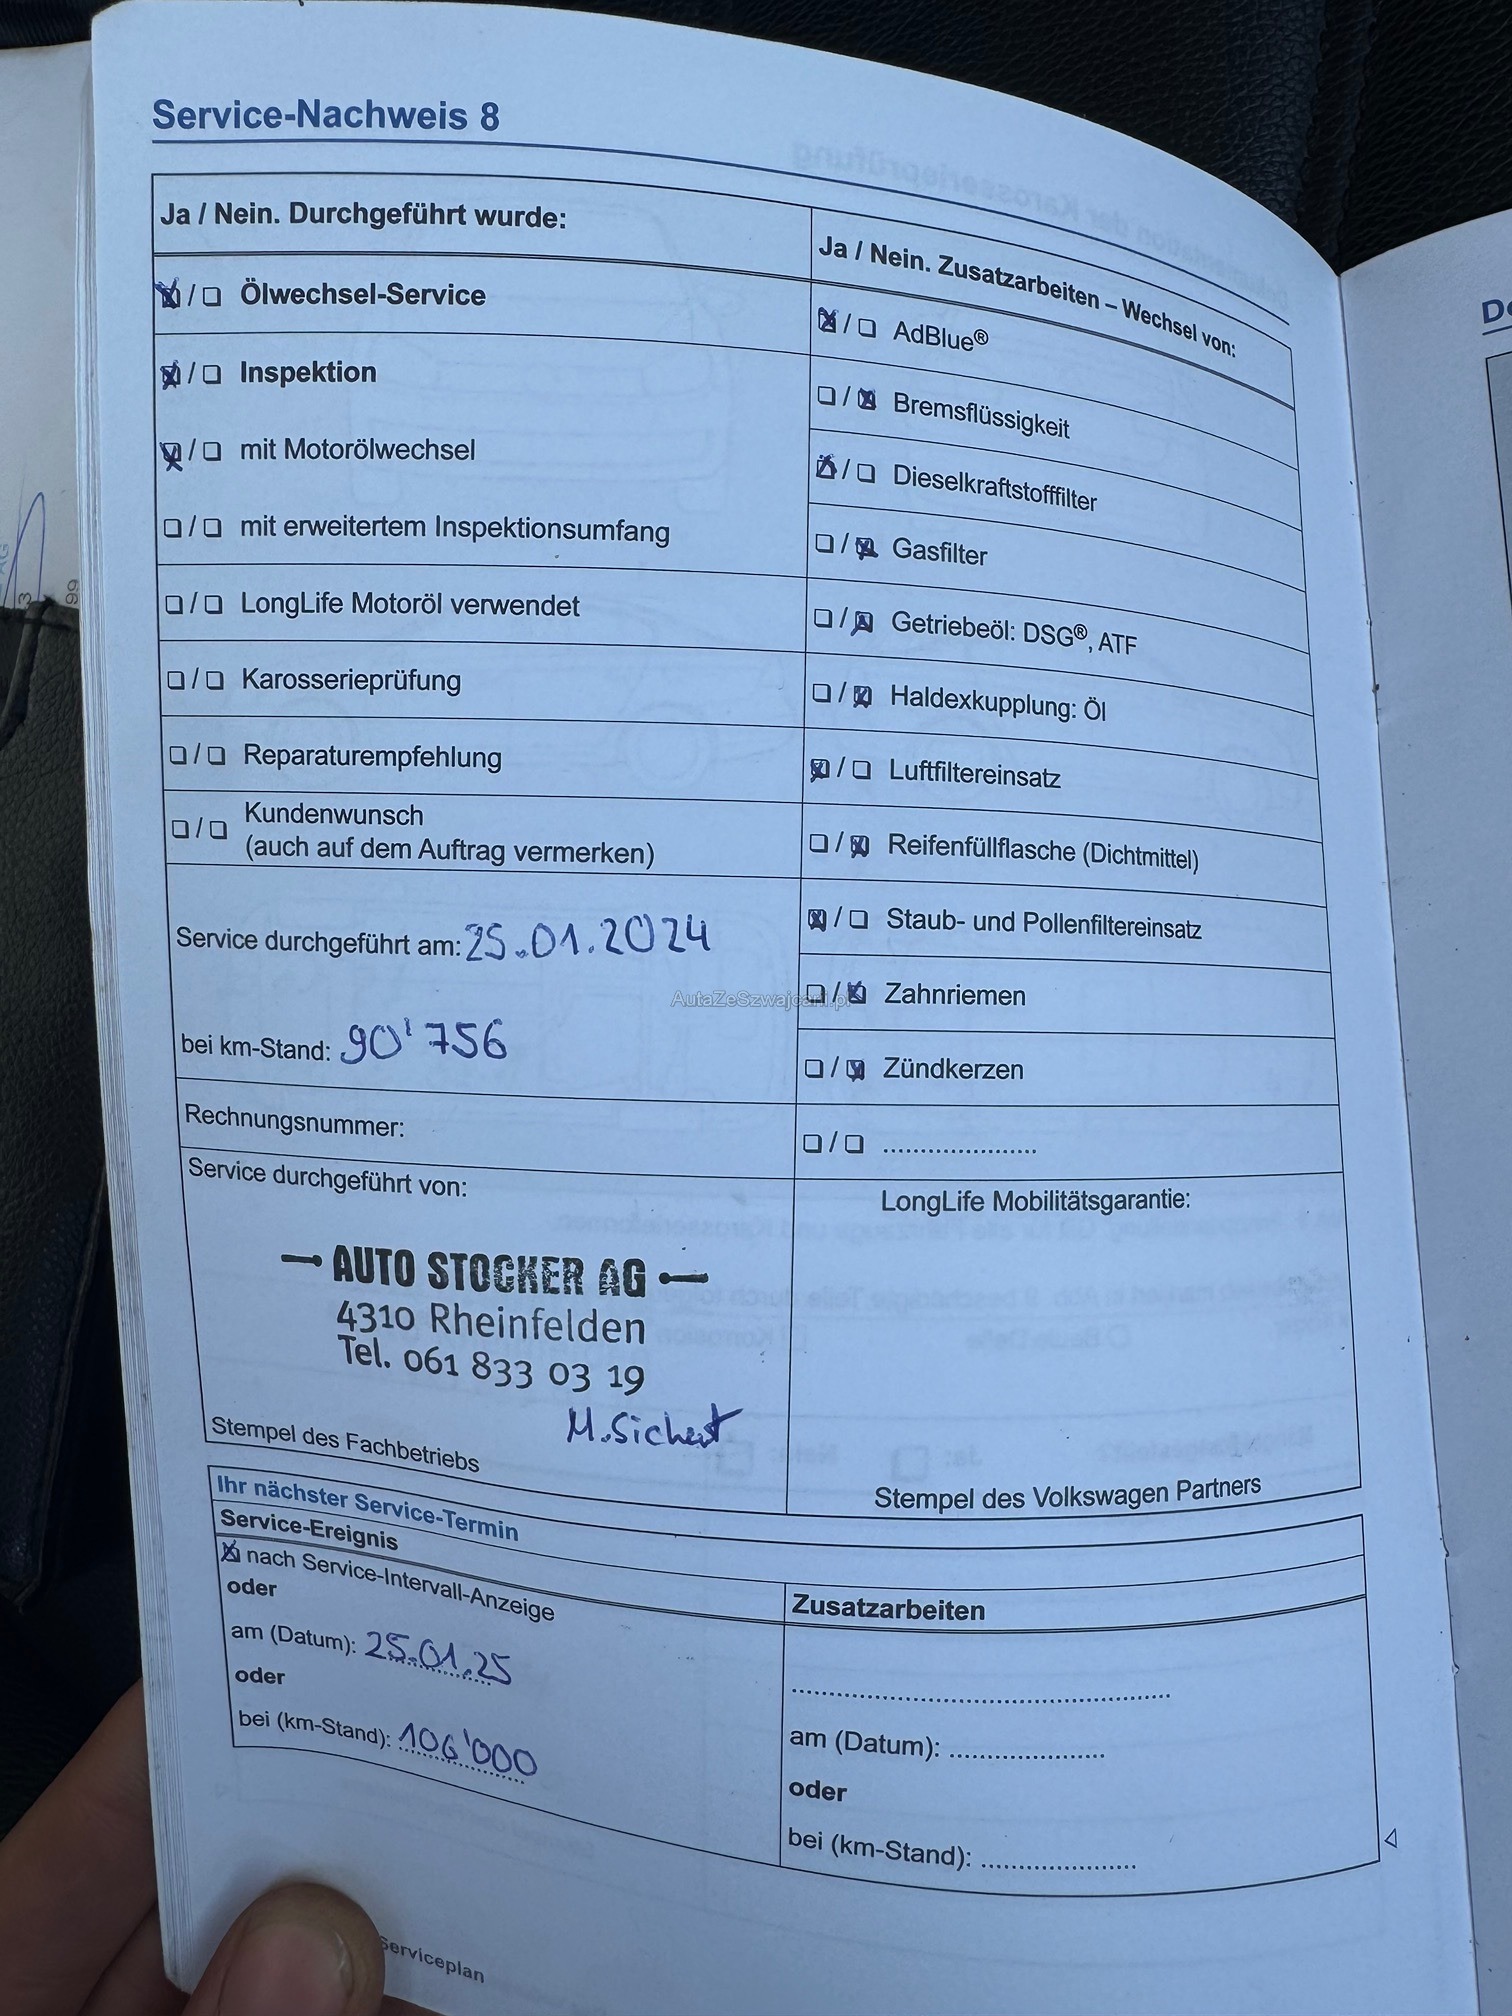 Service-Nachweis 8
Ja / Nein. Durchgeführt wurde:
☒ / ☐ Ölwechsel-Service
☒ / ☐ Inspektion
☒ / ☐ mit Motorölwechsel
☐ / ☐ mit erweitertem Inspektionsumfang
☐ / ☐ LongLife Motoröl verwendet
☐ / ☐ Karosserieprüfung
☐ / ☐ Reparaturempfehlung
☐ / ☐ Kundenwunsch
(auch auf dem Auftrag vermerken)
Service durchgeführt am: 25.01.2024
bei km-Stand: 90'756
Rechnungsnummer:
Service durchgeführt von:
AUTO STOCKER AG
4310 Rheinfelden
Tel. 061 833 03 19
Stempel des Fachbetriebs
Ja / Nein. Zusatzarbeiten – Wechsel von:
☒ / ☐ AdBlue®
☐ / ☒ Bremsflüssigkeit
☒ / ☐ Dieselkraftstofffilter
☐ / ☒ Gasfilter
☐ / ☒ Getriebeöl: DSG®, ATF
☐ / ☒ Haldexkupplung: Öl
☒ / ☐ Luftfiltereinsatz
☐ / ☒ Reifenfüllflasche (Dichtmittel)
☒ / ☐ Staub- und Pollenfiltereinsatz
☐ / ☒ Zahnriemen
☐ / ☒ Zündkerzen
☐ / ☐ .....................
LongLife Mobilitätsgarantie:
Stempel des Volkswagen Partners
Ihr nächster Service-Termin
Service-Ereignis
☒ nach Service-Intervall-Anzeige
oder
am (Datum): 25.01.25
oder
bei (km-Stand): 106'000
Zusatzarbeiten
am (Datum): .....................
oder
bei (km-Stand): .....................
Serviceplan
AutaZeSzwajcarii.pl